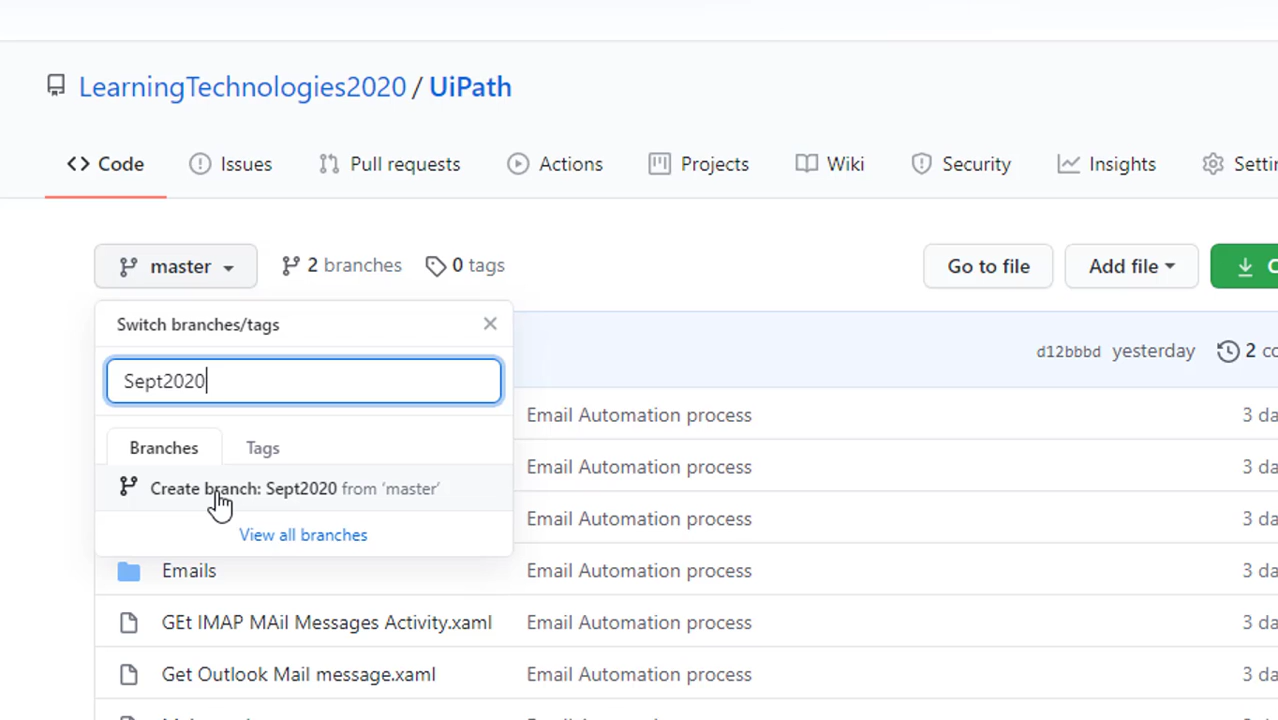 LearningTechnologies2020 / UiPath
Code Issues Pull requests Actions Projects Wiki Security Insights
master 2 branches 0 tags Go to file Add file
Switch branches/tags
d12bbbd yesterday 2
Sept2020
Email Automation process
Branches Tags
Email Automation process
Create branch: Sept2020 from ‘master’
Email Automation process
View all branches
Emails Email Automation process
GEt IMAP MAil Messages Activity.xaml Email Automation process
Get Outlook Mail message.xaml Email Automation process